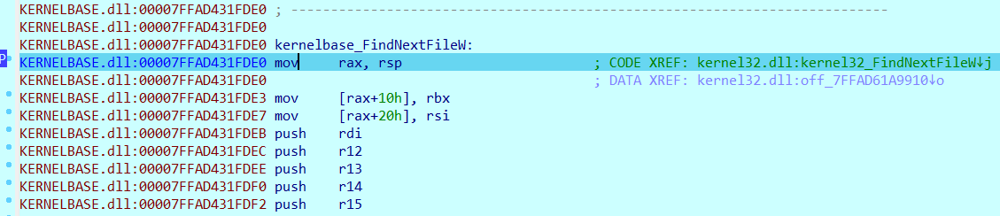 KERNELBASE.dll:00007FFAD431FDE0 ; ---------------------------------------------------------------------------
KERNELBASE.dll:00007FFAD431FDE0
KERNELBASE.dll:00007FFAD431FDE0 kernelbase_FindNextFileW:
P KERNELBASE.dll:00007FFAD431FDE0 mov rax, rsp ; CODE XREF: kernel32.dll:kernel32_FindNextFileW↓j
KERNELBASE.dll:00007FFAD431FDE0 ; DATA XREF: kernel32.dll:off_7FFAD61A9910↓o
KERNELBASE.dll:00007FFAD431FDE3 mov [rax+10h], rbx
KERNELBASE.dll:00007FFAD431FDE7 mov [rax+20h], rsi
KERNELBASE.dll:00007FFAD431FDEB push rdi
KERNELBASE.dll:00007FFAD431FDEC push r12
KERNELBASE.dll:00007FFAD431FDEE push r13
KERNELBASE.dll:00007FFAD431FDF0 push r14
KERNELBASE.dll:00007FFAD431FDF2 push r15